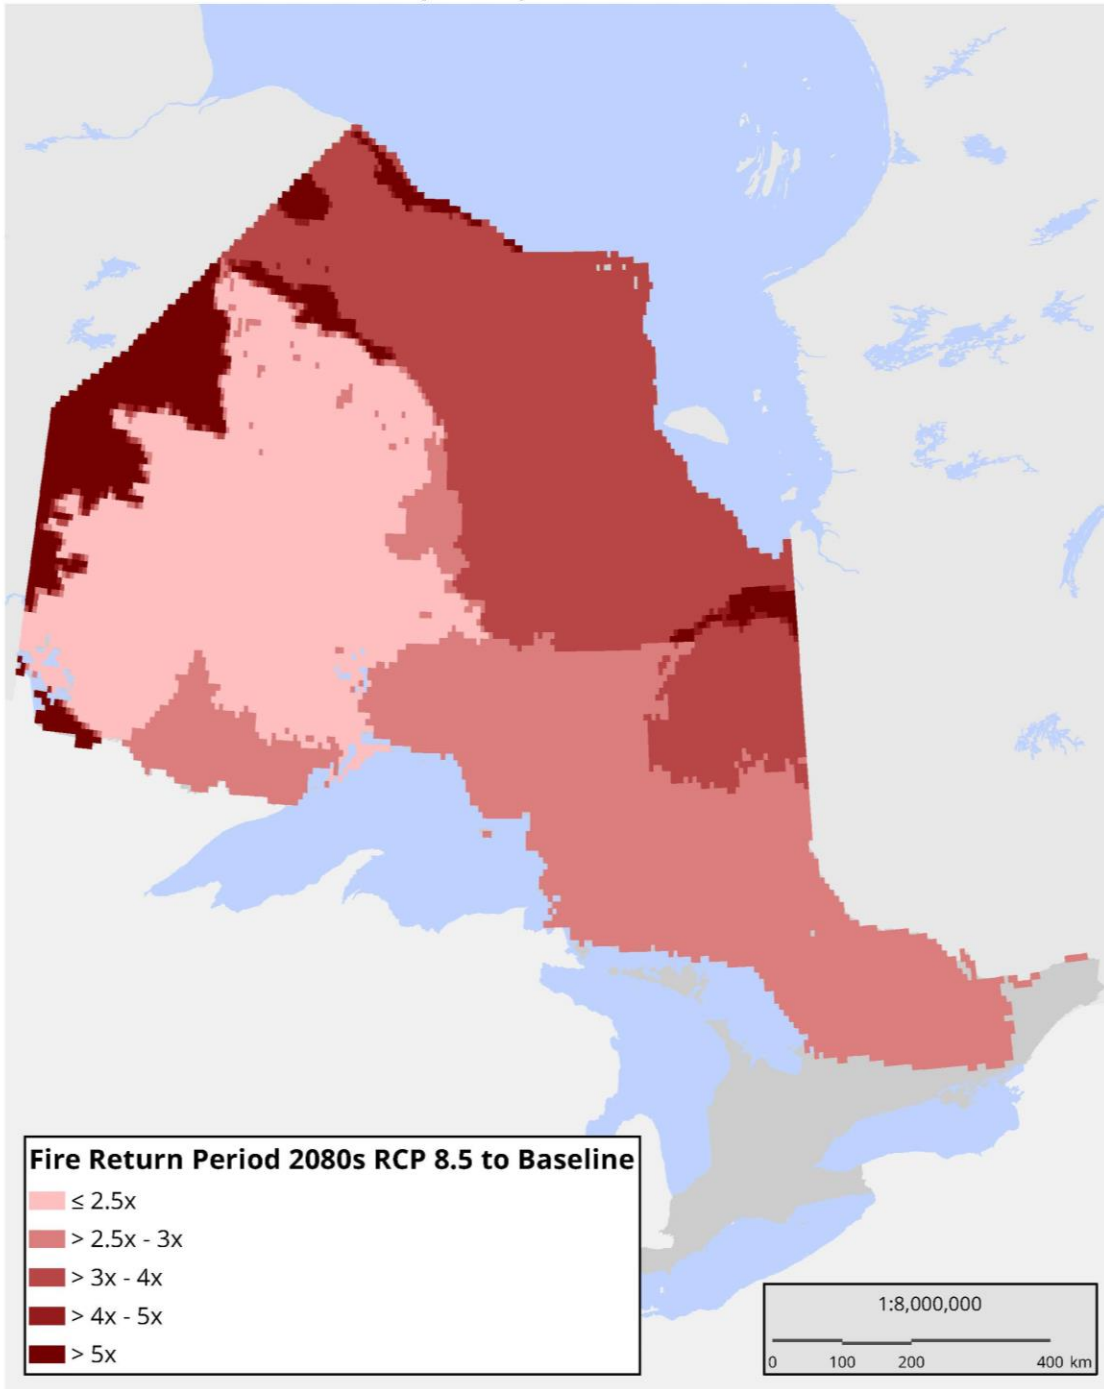 Fire Return Period 2080s RCP 8.5 to Baseline
≤ 2.5x
> 2.5x - 3x
> 3x - 4x
> 4x - 5x
> 5x
1:8,000,000
0 100 200 400 km